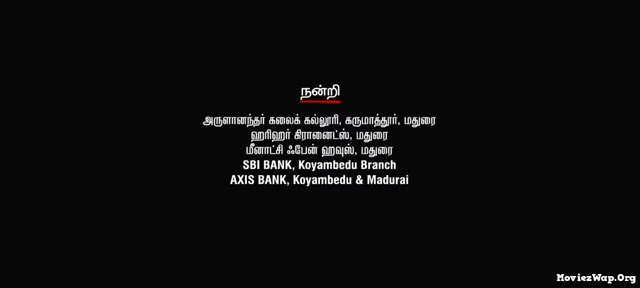 நன்றி
அருளானந்தர் கலைக் கல்லூரி, கருமாத்தூர், மதுரை
ஹரிஹர் கிரானைட்ஸ், மதுரை
மீனாட்சி ஃபேன் ஹவுஸ், மதுரை
SBI BANK, Koyambedu Branch
AXIS BANK, Koyambedu & Madurai
MoviezWap.Org